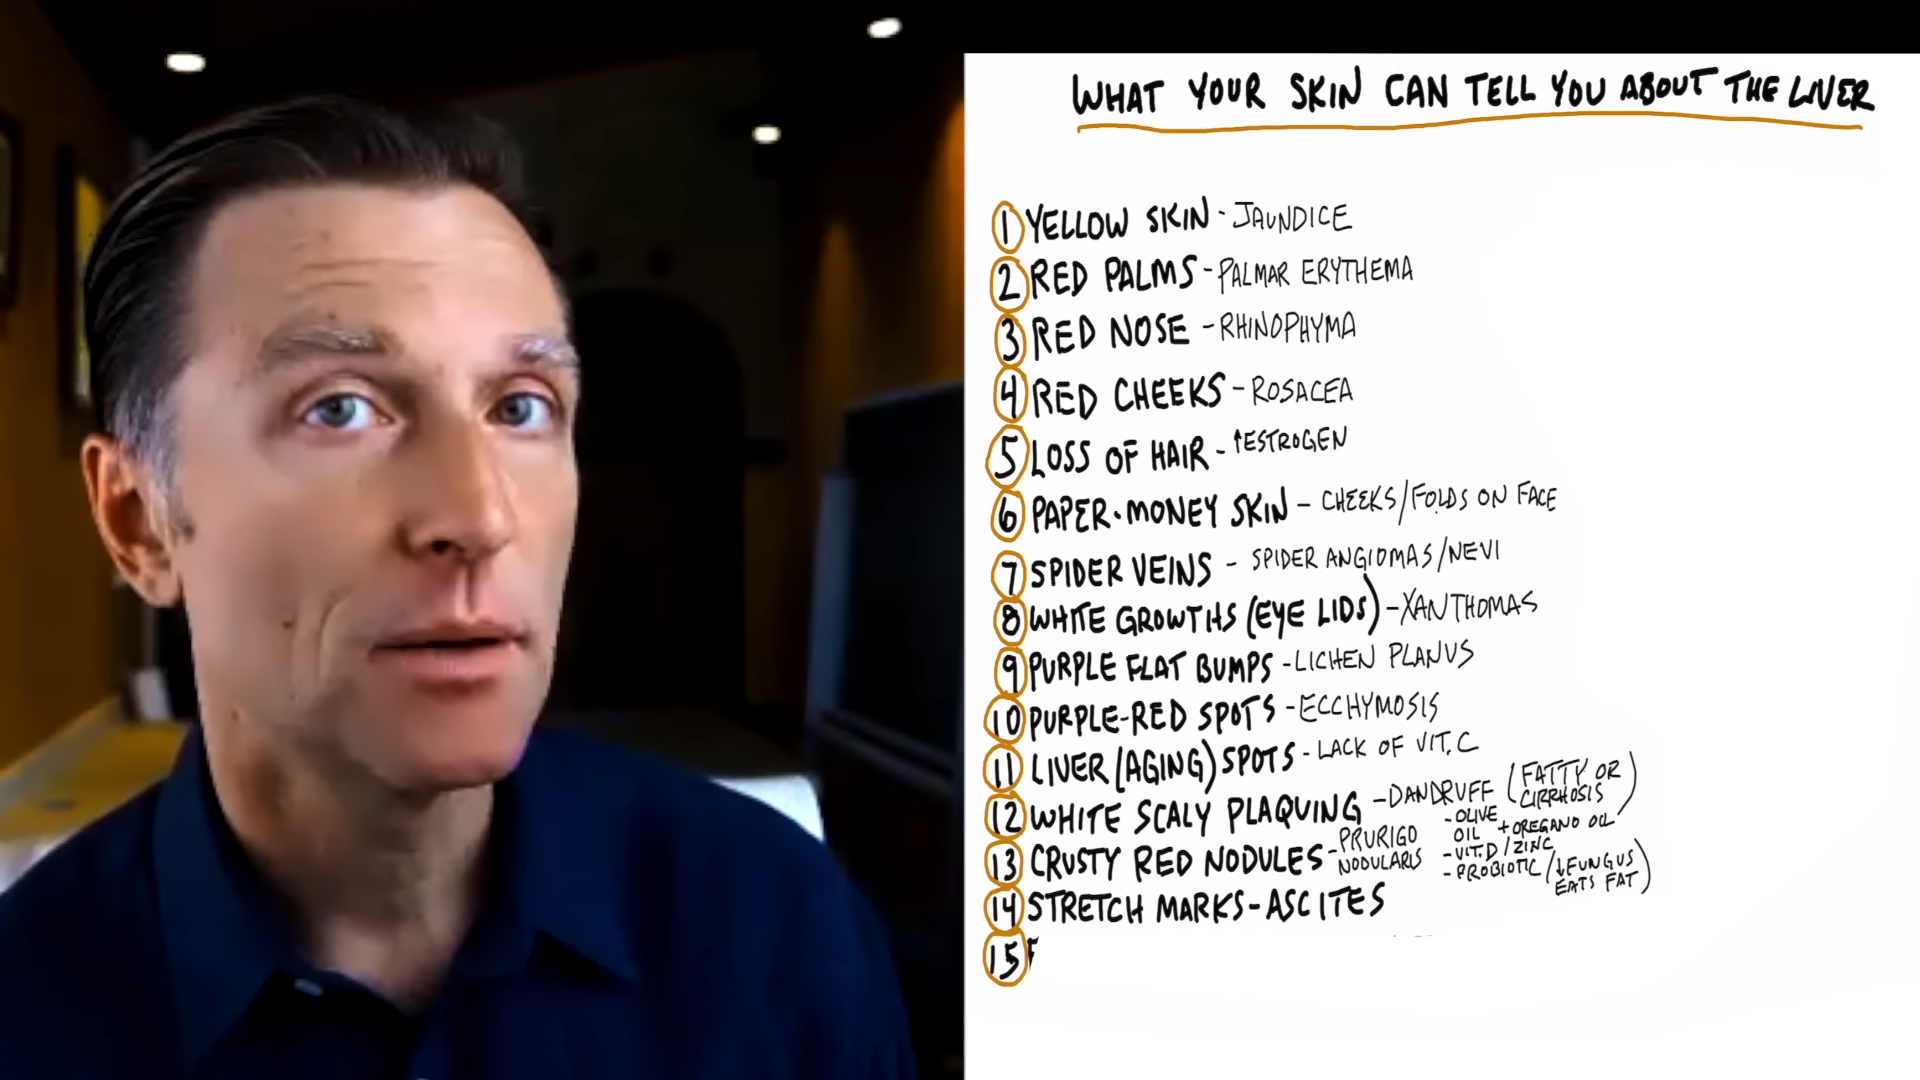 WHAT YOUR SKIN CAN TELL YOU ABOUT THE LIVER
1 YELLOW SKIN - JAUNDICE
2 RED PALMS - PALMAR ERYTHEMA
3 RED NOSE - RHINOPHYMA
4 RED CHEEKS - ROSACEA
5 LOSS OF HAIR - ↑ESTROGEN
6 PAPER-MONEY SKIN - CHEEKS/FOLDS ON FACE
7 SPIDER VEINS - SPIDER ANGIOMAS/NEVI
8 WHITE GROWTHS (EYE LIDS) - XANTHOMAS
9 PURPLE FLAT BUMPS - LICHEN PLANUS
10 PURPLE-RED SPOTS - ECCHYMOSIS
11 LIVER (AGING) SPOTS - LACK OF VIT. C
12 WHITE SCALY PLAQUING - DANDRUFF (FATTY OR CIRRHOSIS)
- OLIVE OIL + OREGANO OIL
- VIT. D/ZINC
- PROBIOTIC (↓FUNGUS EATS FAT)
13 CRUSTY RED NODULES - PRURIGO NODULARIS
14 STRETCH MARKS - ASCITES
15